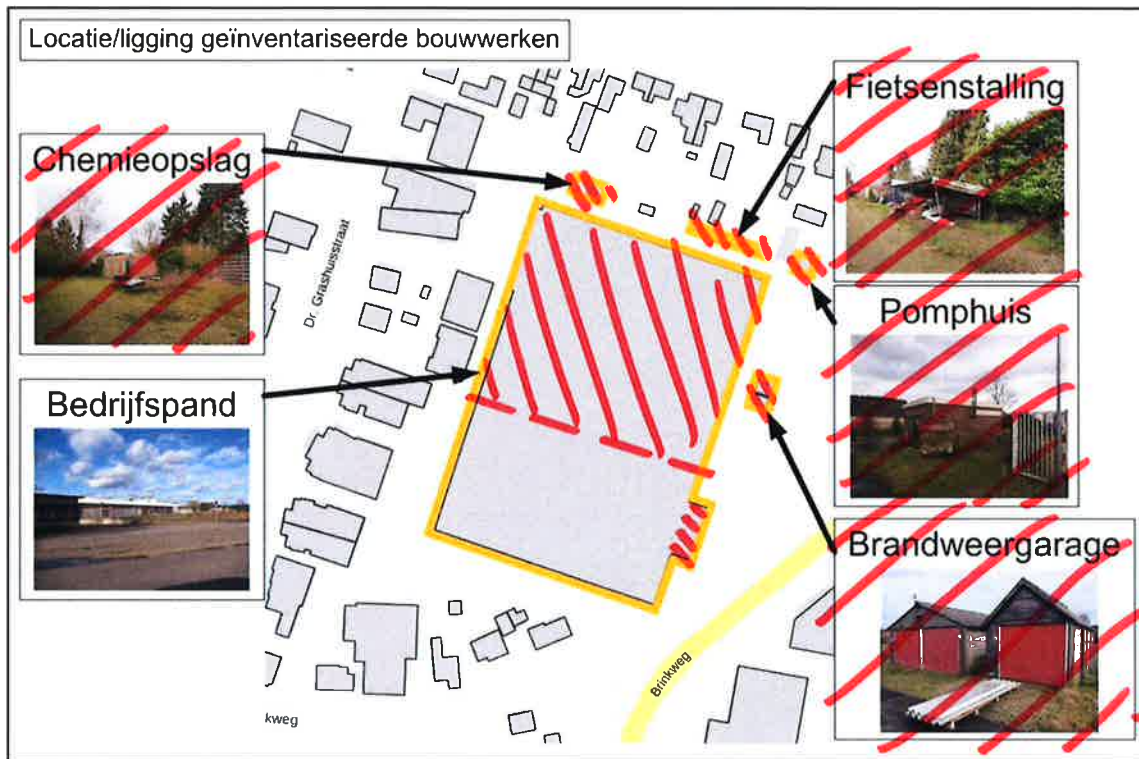 Locatie/ligging geïnventariseerde bouwwerken
Chemieopslag
Fietsenstalling
Dr. Grashuisstraat
Pomphuis
Bedrijfspand
Brandweergarage
Brinkweg
kweg